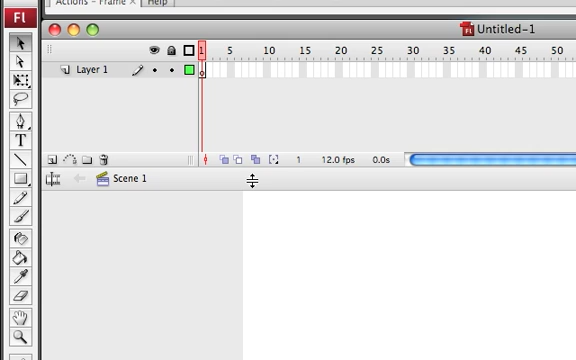 Actions - Frame × Help
Fl
Untitled-1
1 5 10 15 20 25 30 35 40 45 50
Layer 1
T
1 12.0 fps 0.0s
Scene 1